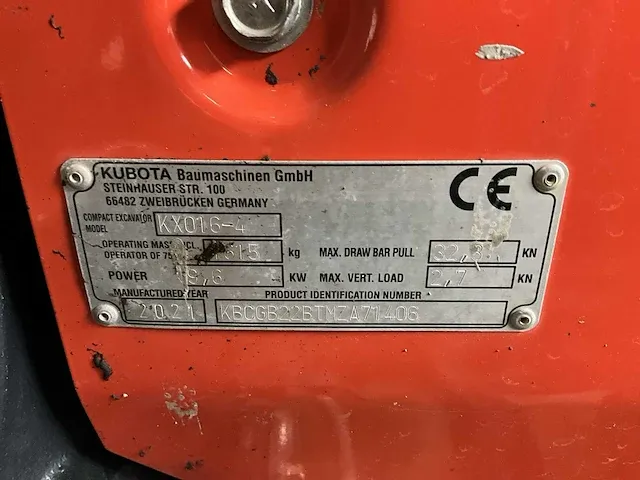 KUBOTA Baumaschinen GmbH
STEINHAUSER STR. 100
66482 ZWEIBRÜCKEN GERMANY
CE
COMPACT EXCAVATOR
MODEL KX016-4
OPERATING MASS INCL.
OPERATOR OF 75 kg MAX. DRAW BAR PULL KN
POWER 9,6 KW MAX. VERT. LOAD 2,7 KN
MANUFACTURED YEAR PRODUCT IDENTIFICATION NUMBER
2021 KBCGB22BTMZA71406